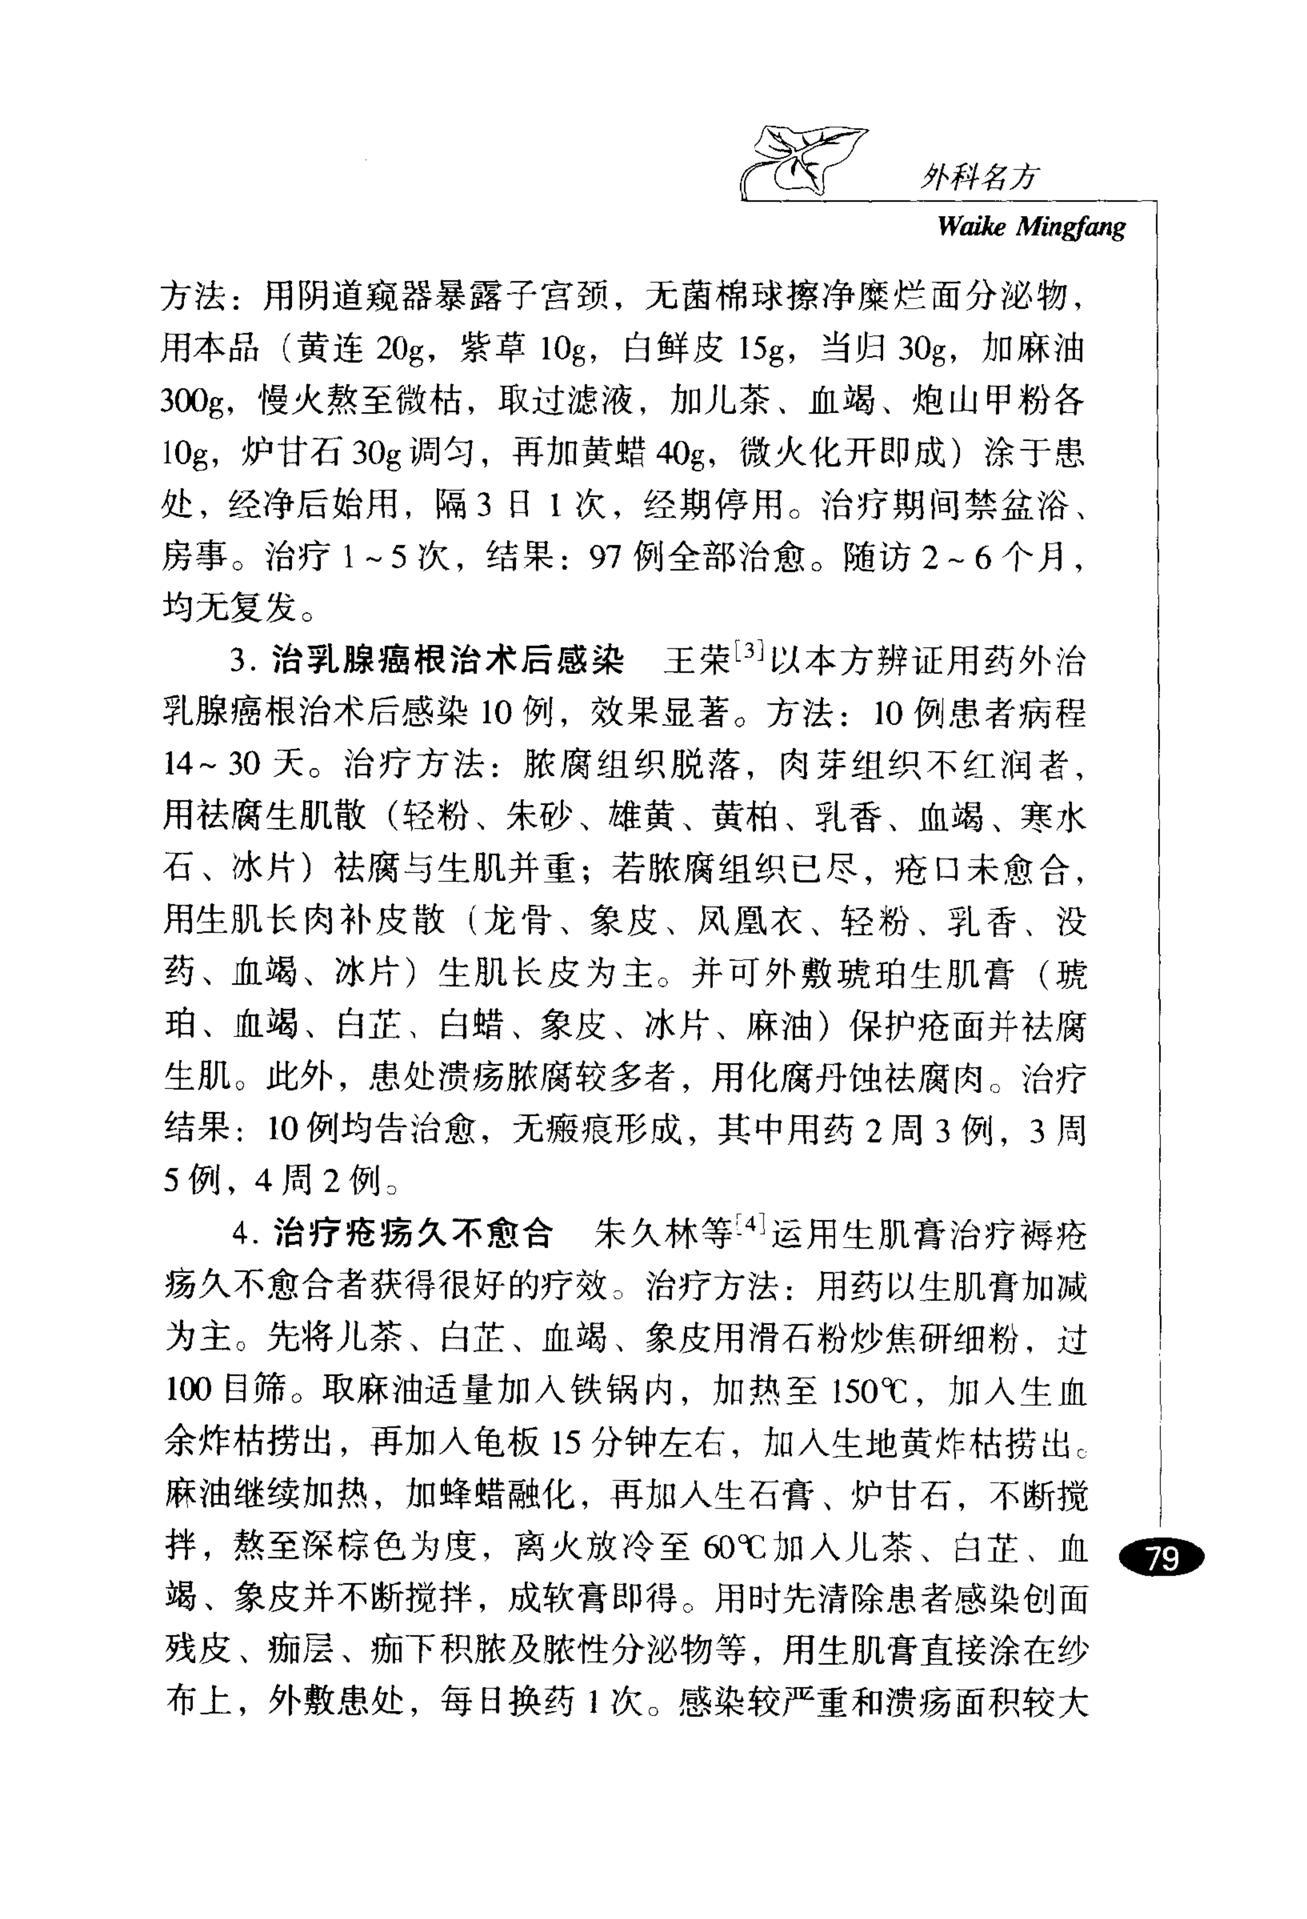 外科名方
Waike Mingfang
方法：用阴道窥器暴露子宫颈，无菌棉球擦净糜烂面分泌物，
用本品（黄连 20g，紫草 10g，白鲜皮 15g，当归 30g，加麻油
300g，慢火熬至微枯，取过滤液，加儿茶、血竭、炮山甲粉各
10g，炉甘石 30g 调匀，再加黄蜡 40g，微火化开即成）涂于患
处，经净后始用，隔 3 日 1 次，经期停用。治疗期间禁盆浴、
房事。治疗 1～5 次，结果：97 例全部治愈。随访 2～6 个月，
均无复发。
3. 治乳腺癌根治术后感染　王荣[3]以本方辨证用药外治
乳腺癌根治术后感染 10 例，效果显著。方法：10 例患者病程
14～30 天。治疗方法：脓腐组织脱落，肉芽组织不红润者，
用祛腐生肌散（轻粉、朱砂、雄黄、黄柏、乳香、血竭、寒水
石、冰片）祛腐与生肌并重；若脓腐组织已尽，疮口未愈合，
用生肌长肉补皮散（龙骨、象皮、凤凰衣、轻粉、乳香、没
药、血竭、冰片）生肌长皮为主。并可外敷琥珀生肌膏（琥
珀、血竭、白芷、白蜡、象皮、冰片、麻油）保护疮面并祛腐
生肌。此外，患处溃疡脓腐较多者，用化腐丹蚀祛腐肉。治疗
结果：10 例均告治愈，无瘢痕形成，其中用药 2 周 3 例，3 周
5 例，4 周 2 例。
4. 治疗疮疡久不愈合　朱久林等[4]运用生肌膏治疗褥疮
疡久不愈合者获得很好的疗效。治疗方法：用药以生肌膏加减
为主。先将儿茶、白芷、血竭、象皮用滑石粉炒焦研细粉，过
100 目筛。取麻油适量加入铁锅内，加热至 150℃，加入生血
余炸枯捞出，再加入龟板 15 分钟左右，加入生地黄炸枯捞出。
麻油继续加热，加蜂蜡融化，再加入生石膏、炉甘石，不断搅
拌，熬至深棕色为度，离火放冷至 60℃加入儿茶、白芷、血
竭、象皮并不断搅拌，成软膏即得。用时先清除患者感染创面
残皮、痂层、痂下积脓及脓性分泌物等，用生肌膏直接涂在纱
布上，外敷患处，每日换药 1 次。感染较严重和溃疡面积较大
79